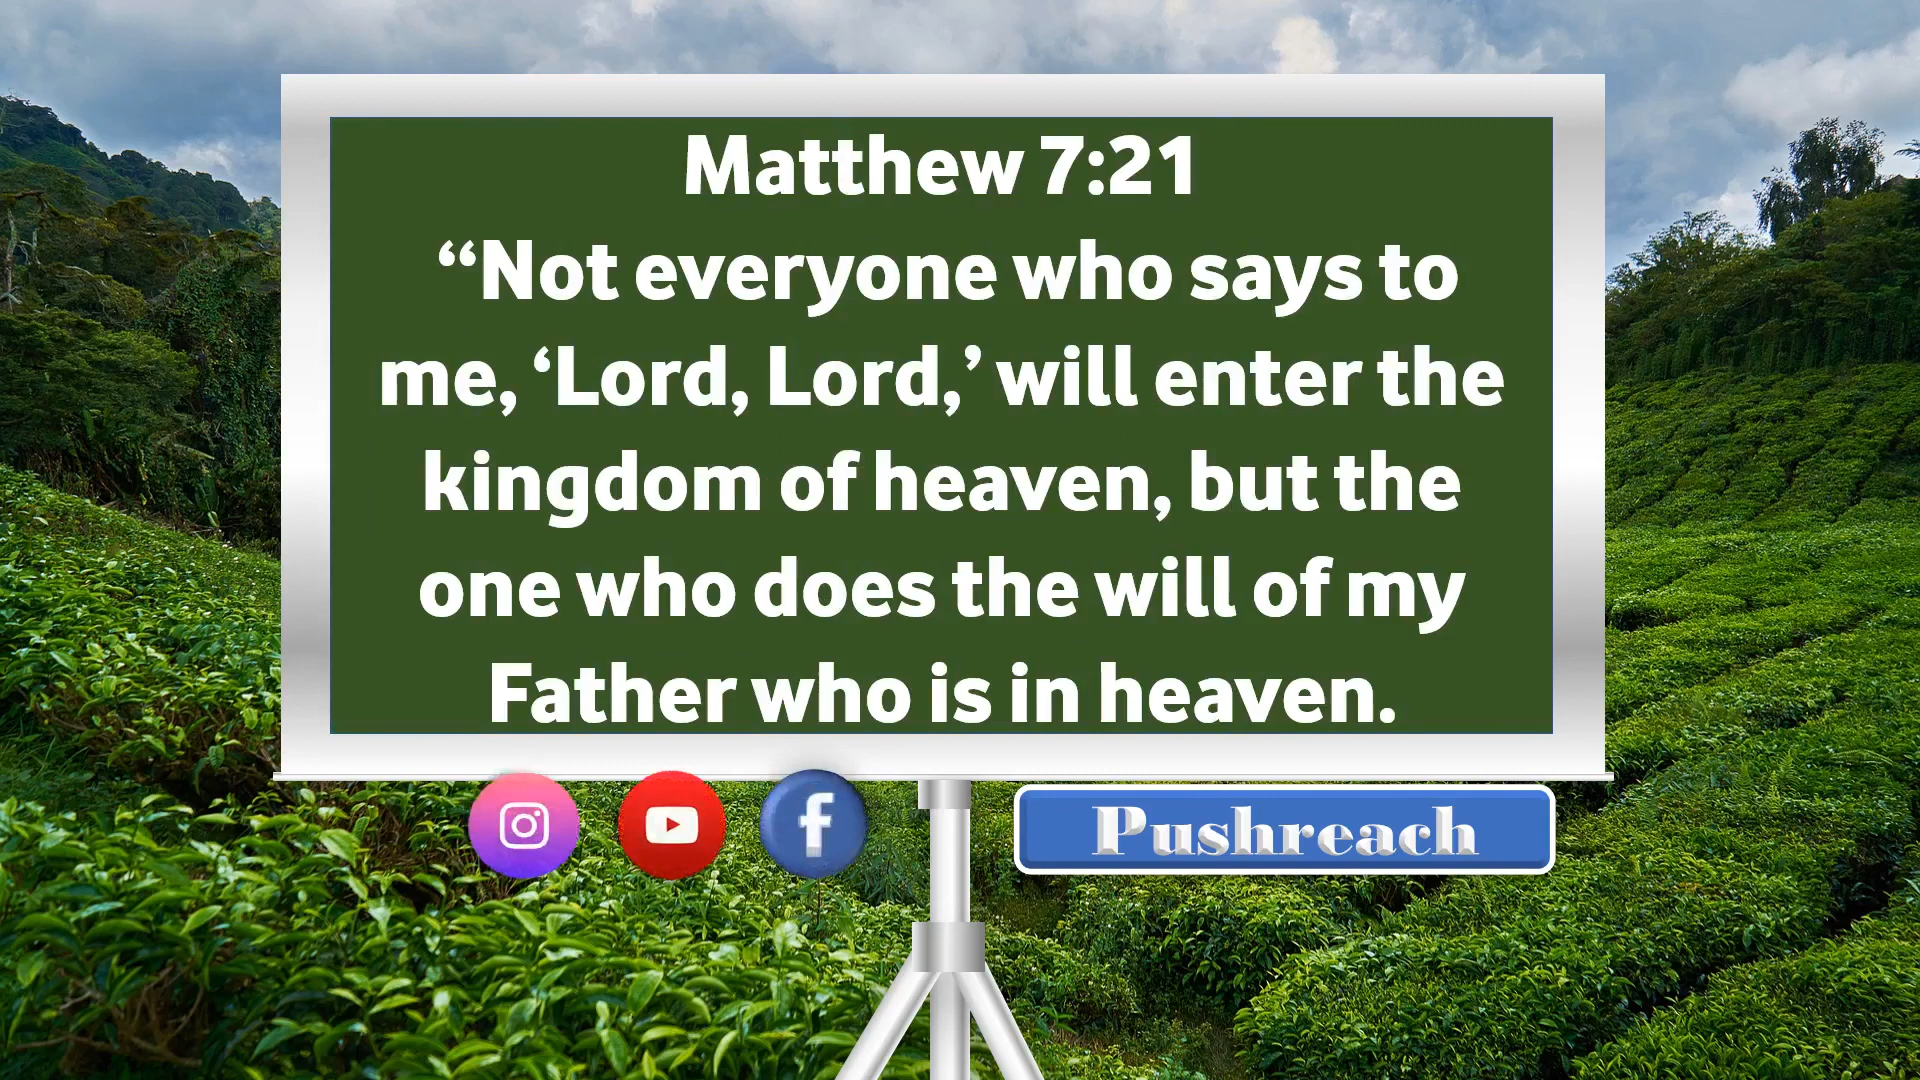 Matthew 7:21
“Not everyone who says to
me, ‘Lord, Lord,’ will enter the
kingdom of heaven, but the
one who does the will of my
Father who is in heaven.
f
Pushreach